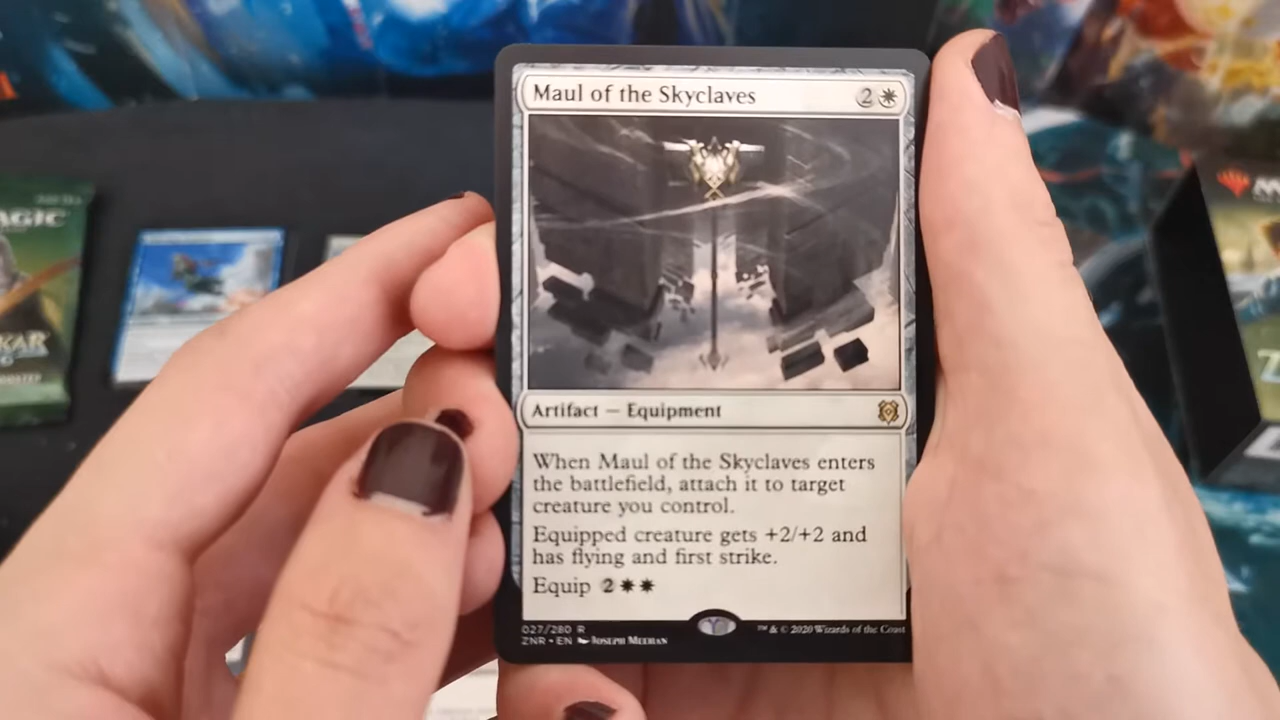 Maul of the Skyclaves 2
Artifact — Equipment
When Maul of the Skyclaves enters
the battlefield, attach it to target
creature you control.
Equipped creature gets +2/+2 and
has flying and first strike.
Equip 2
027/280 R
ZNR • EN Joseph Meehan
™ & © 2020 Wizards of the Coast
AGIC
KAR
M
Z